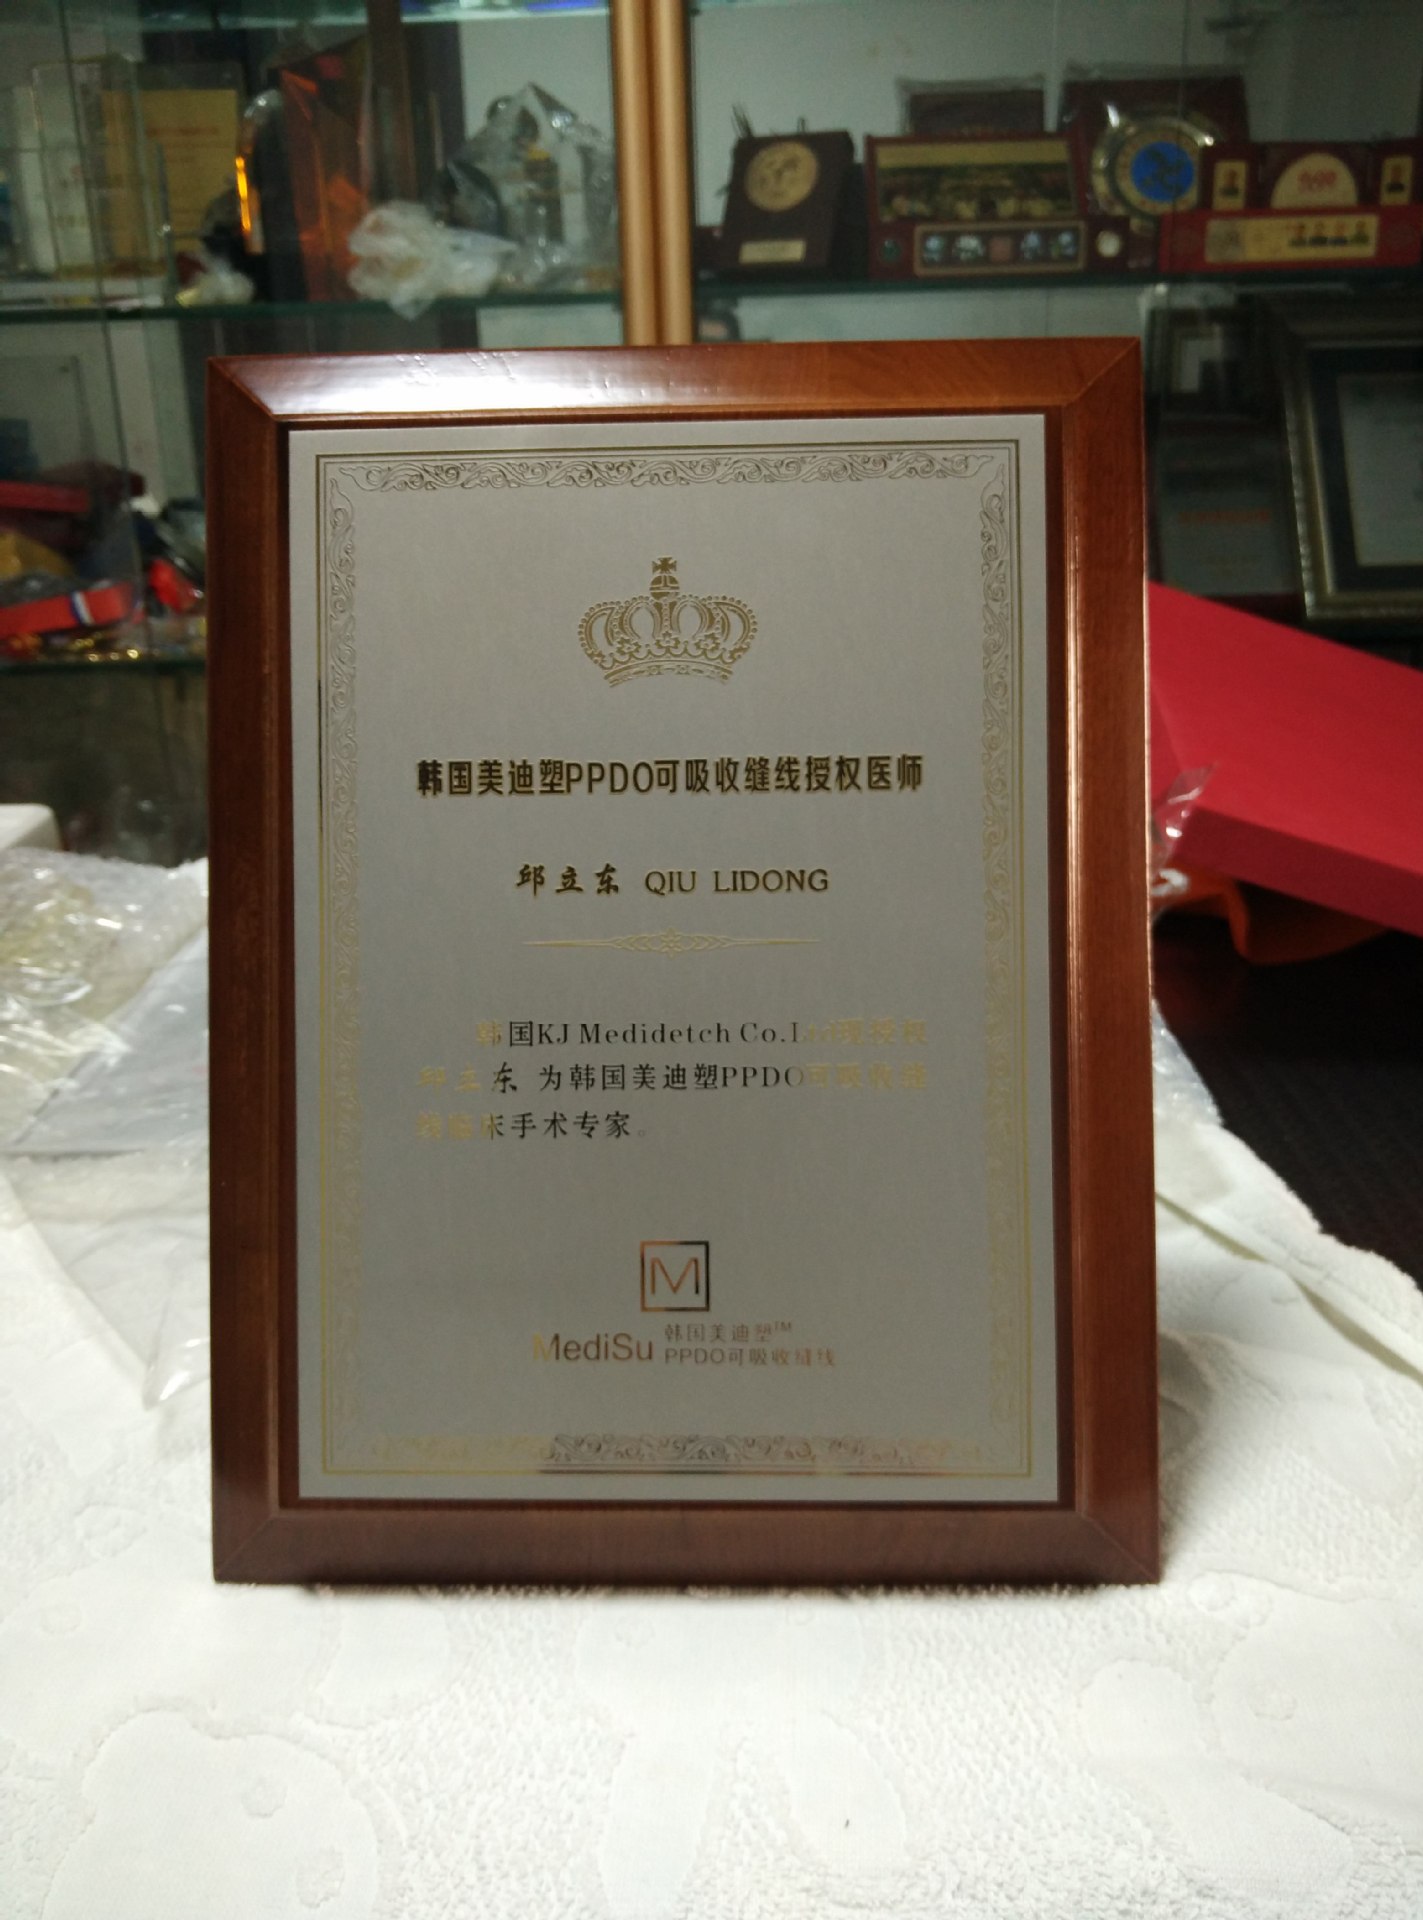 韩国美迪塑PPDO可吸收缝线授权医师
邱立东 QIU LIDONG
韩国KJ Medidetch Co.Ltd现授权
邱立东 为韩国美迪塑PPDO可吸收缝
线临床手术专家。
M
MediSu 韩国美迪塑™
PPDO可吸收缝线